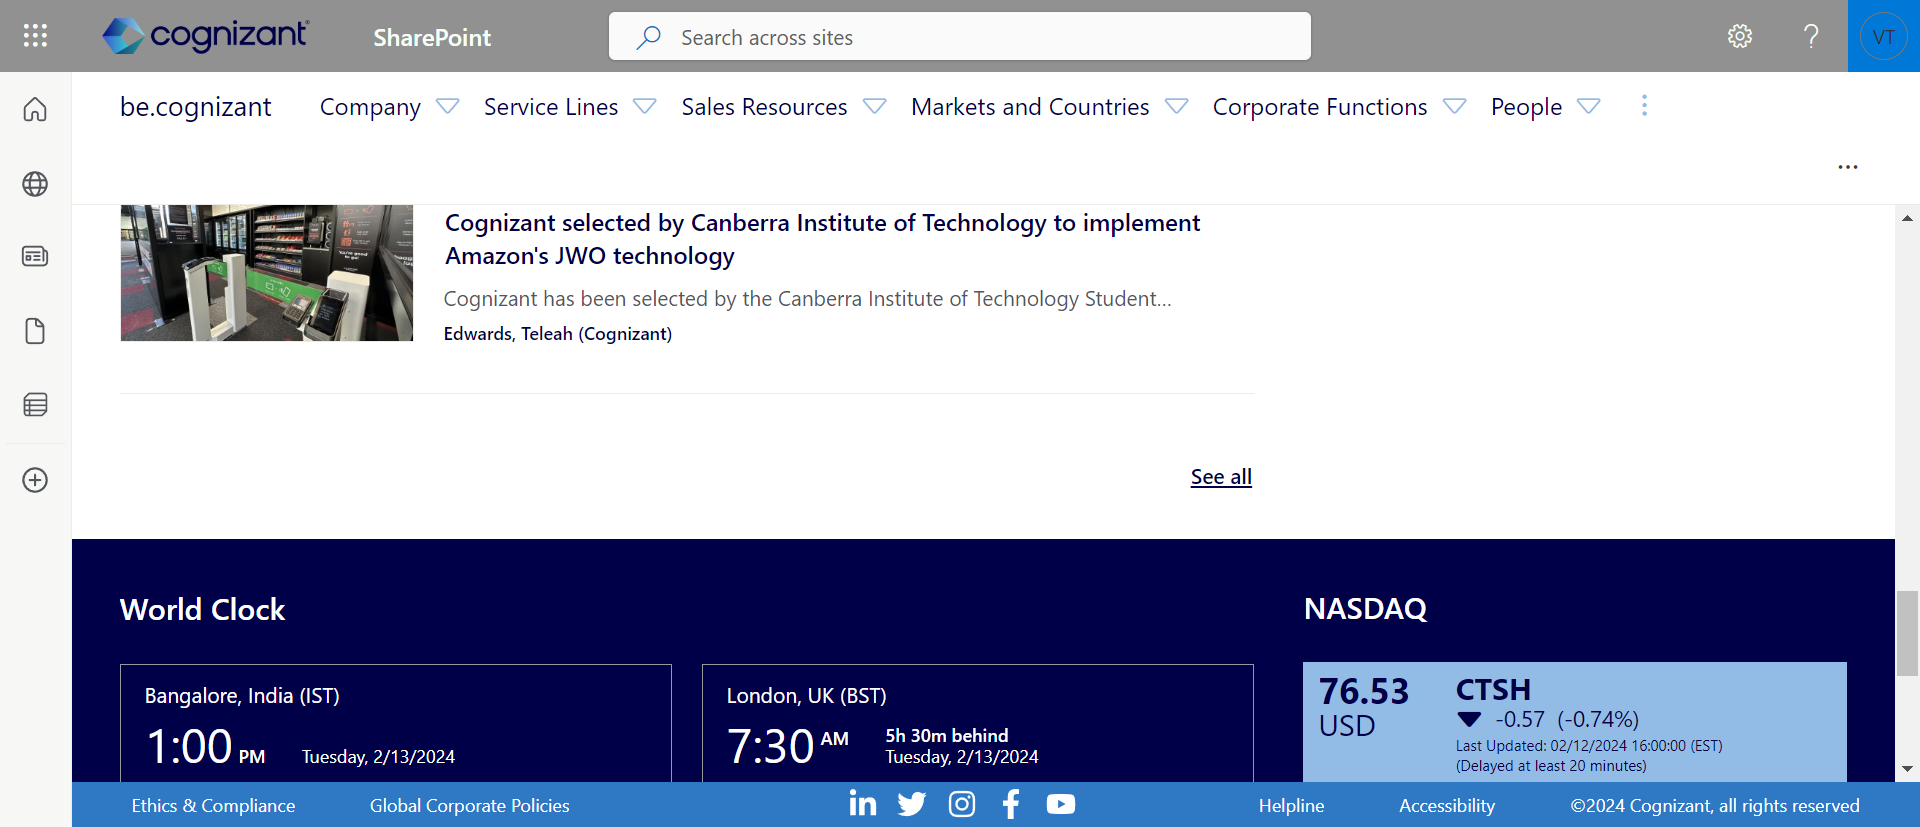 cognizant
SharePoint
Search across sites
VT
be.cognizant
Company
Service Lines
Sales Resources
Markets and Countries
Corporate Functions
People
Cognizant selected by Canberra Institute of Technology to implement
Amazon's JWO technology
Cognizant has been selected by the Canberra Institute of Technology Student...
Edwards, Teleah (Cognizant)
See all
World Clock
NASDAQ
Bangalore, India (IST)
1:00 PM
Tuesday, 2/13/2024
London, UK (BST)
7:30 AM
5h 30m behind
Tuesday, 2/13/2024
76.53
USD
CTSH
-0.57 (-0.74%)
Last Updated: 02/12/2024 16:00:00 (EST)
(Delayed at least 20 minutes)
Ethics & Compliance
Global Corporate Policies
Helpline
Accessibility
©2024 Cognizant, all rights reserved